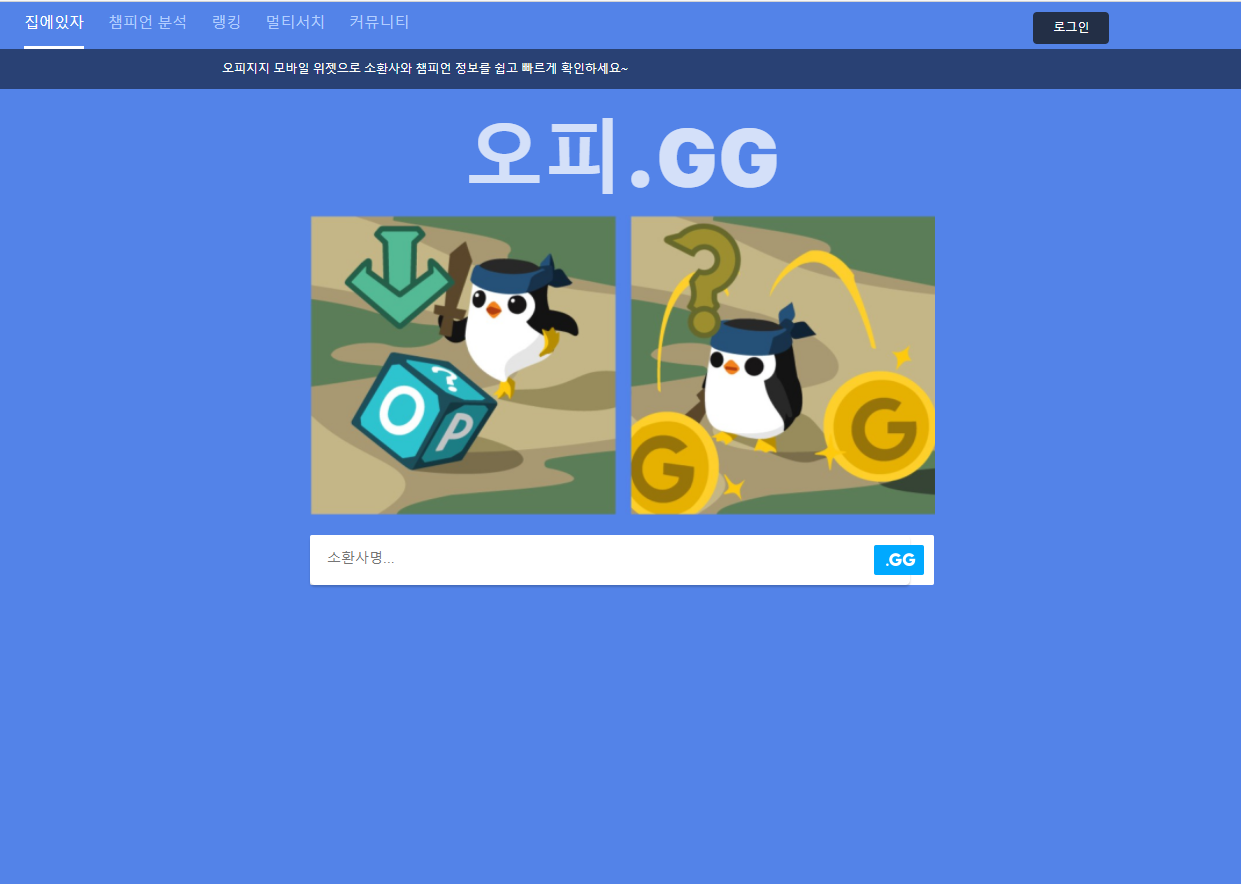 집에있자 챔피언 분석 랭킹 멀티서치 커뮤니티 로그인
오피지지 모바일 위젯으로 소환사와 챔피언 정보를 쉽고 빠르게 확인하세요~
오피.GG
?
O P ?
G G
소환사명... .GG